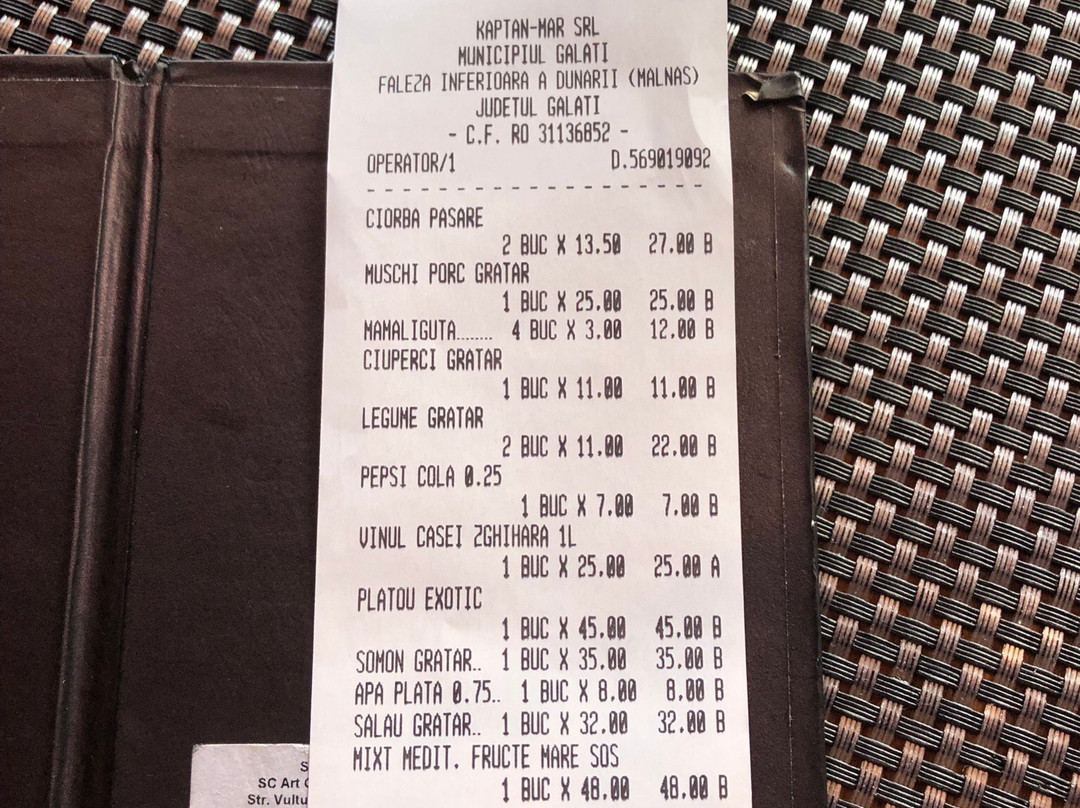 KAPTAN-MAR SRL
MUNICIPIUL GALATI
FALEZA INFERIOARA A DUNARII (MALNAS)
JUDETUL GALATI
- C.F. RO 31136852 -
OPERATOR/1 D.569019092
- - - - - - - - - - - - - - - - - - -
CIORBA PASARE
2 BUC X 13.50 27.00 B
MUSCHI PORC GRATAR
1 BUC X 25.00 25.00 B
MAMALIGUTA........ 4 BUC X 3.00 12.00 B
CIUPERCI GRATAR
1 BUC X 11.00 11.00 B
LEGUME GRATAR
2 BUC X 11.00 22.00 B
PEPSI COLA 0.25
1 BUC X 7.00 7.00 B
VINUL CASEI ZGHIHARA 1L
1 BUC X 25.00 25.00 A
PLATOU EXOTIC
1 BUC X 45.00 45.00 B
SOMON GRATAR.. 1 BUC X 35.00 35.00 B
APA PLATA 0.75.. 1 BUC X 8.00 8.00 B
SALAU GRATAR.. 1 BUC X 32.00 32.00 B
MIXT MEDIT. FRUCTE MARE SOS
1 BUC X 48.00 48.00 B
SC Art
Str. Vultu